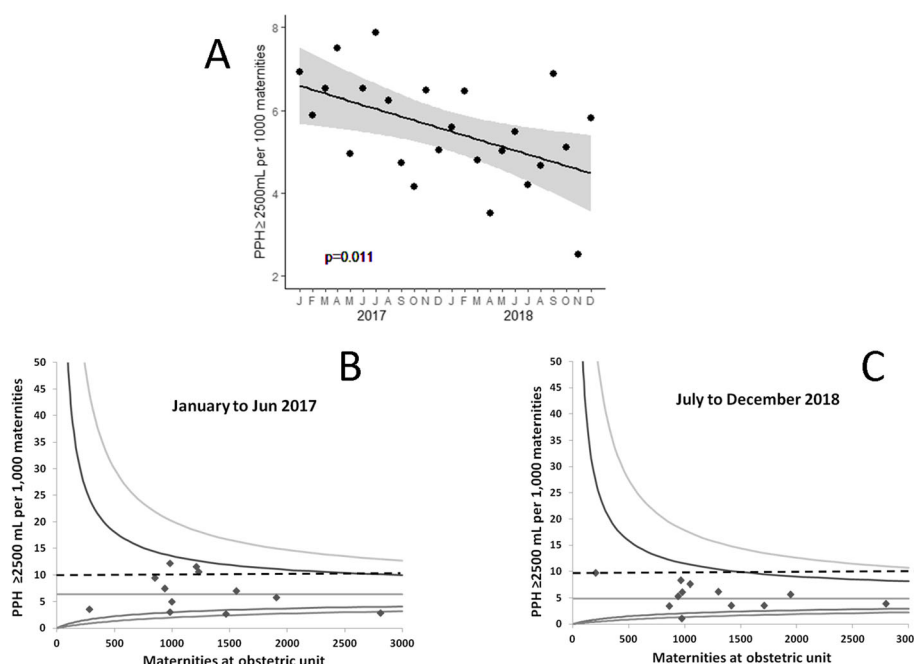 A
PPH≥ 2500mL per 1000 maternities
8
6
4
2
p=0.011
J F M A M J J A S O N D J F M A M J J A S O N D
2017 2018
B
January to Jun 2017
PPH ≥2500 mL per 1,000 maternities
50
45
40
35
30
25
20
15
10
5
0
0 500 1000 1500 2000 2500 3000
Maternities at obstetric unit
C
July to December 2018
PPH ≥2500 mL per 1,000 maternities
50
45
40
35
30
25
20
15
10
5
0
0 500 1000 1500 2000 2500 3000
Maternities at obstetric unit